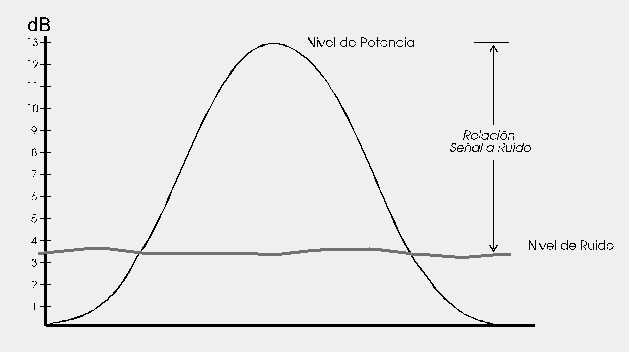 dB
13
Nivel de Potencia
12
11
10
9
8
Relación
Señal a Ruido
7
6
5
4
Nivel de Ruido
3
2
1